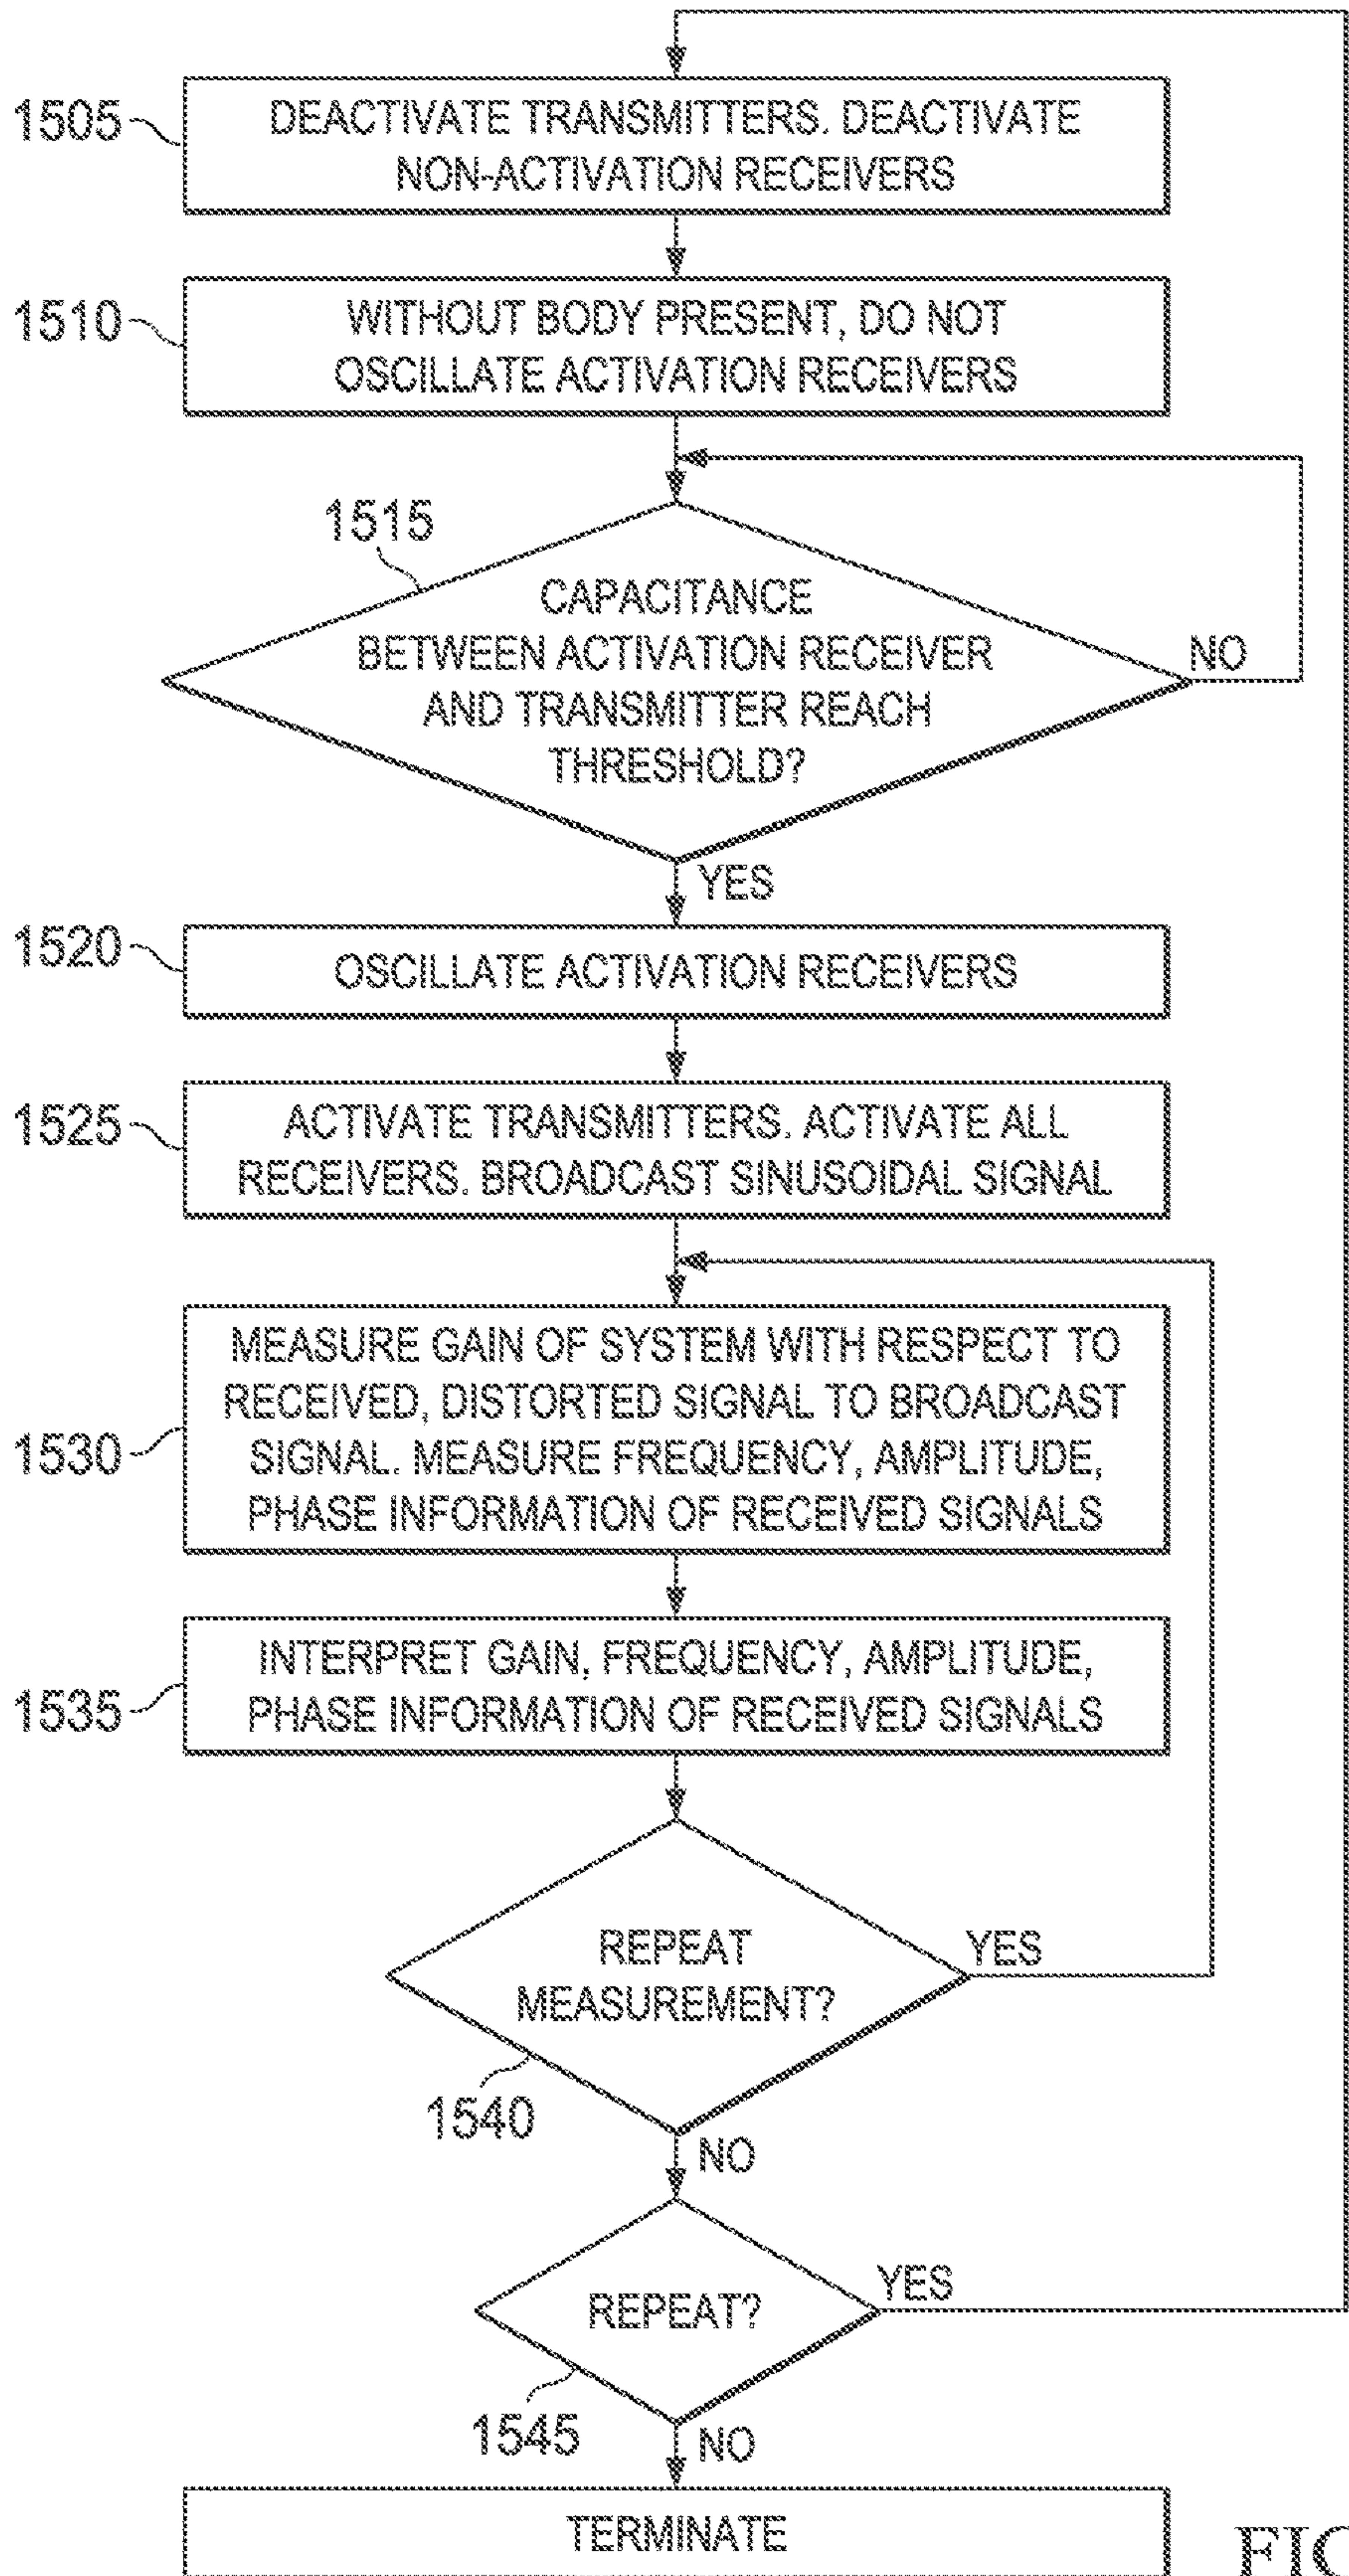 1505
DEACTIVATE TRANSMITTERS. DEACTIVATE
NON-ACTIVATION RECEIVERS
1510
WITHOUT BODY PRESENT, DO NOT
OSCILLATE ACTIVATION RECEIVERS
1515
CAPACITANCE
BETWEEN ACTIVATION RECEIVER
AND TRANSMITTER REACH
THRESHOLD?
NO
YES
1520
OSCILLATE ACTIVATION RECEIVERS
1525
ACTIVATE TRANSMITTERS. ACTIVATE ALL
RECEIVERS. BROADCAST SINUSOIDAL SIGNAL
1530
MEASURE GAIN OF SYSTEM WITH RESPECT TO
RECEIVED, DISTORTED SIGNAL TO BROADCAST
SIGNAL. MEASURE FREQUENCY, AMPLITUDE,
PHASE INFORMATION OF RECEIVED SIGNALS
1535
INTERPRET GAIN, FREQUENCY, AMPLITUDE,
PHASE INFORMATION OF RECEIVED SIGNALS
REPEAT
MEASUREMENT?
YES
1540
NO
REPEAT?
YES
1545
NO
TERMINATE